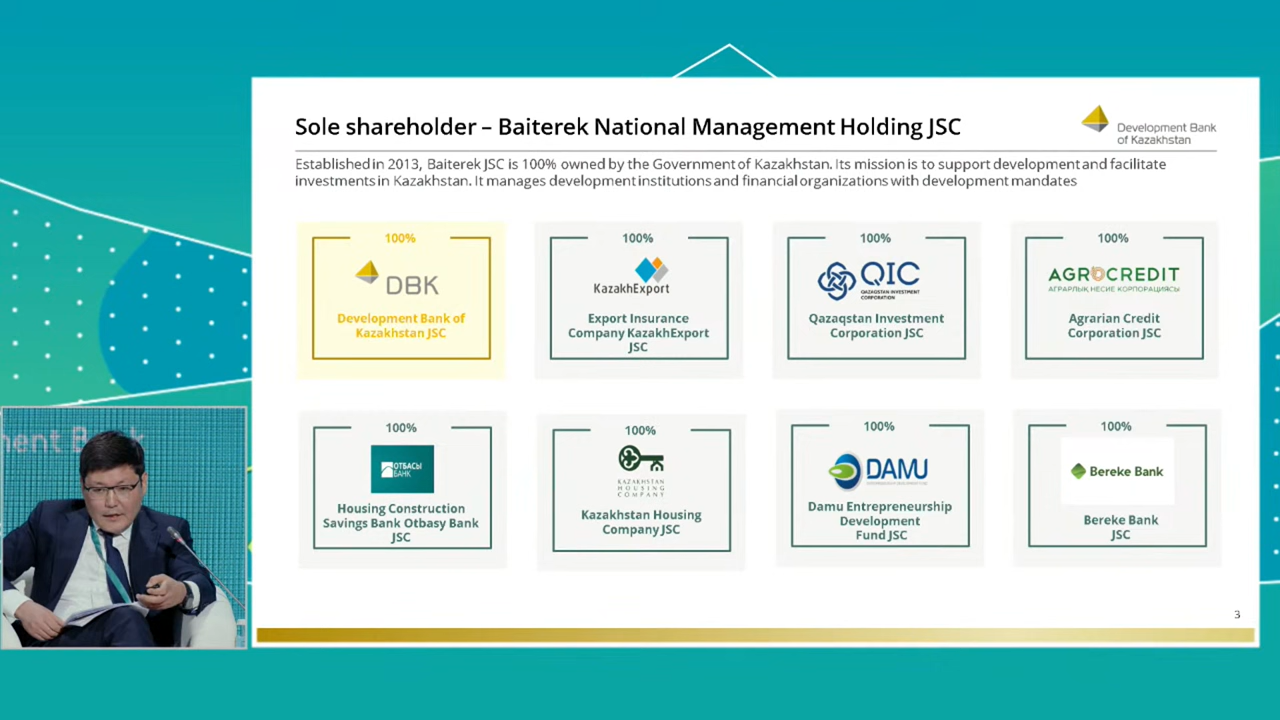 Sole shareholder – Baiterek National Management Holding JSC
Development Bank
of Kazakhstan
Established in 2013, Baiterek JSC is 100% owned by the Government of Kazakhstan. Its mission is to support development and facilitate
investments in Kazakhstan. It manages development institutions and financial organizations with development mandates
100%
DBK
Development Bank of
Kazakhstan JSC
100%
KazakhExport
Export Insurance
Company KazakhExport
JSC
100%
QIC
QAZAQSTAN INVESTMENT
CORPORATION
Qazaqstan Investment
Corporation JSC
100%
AGROCREDIT
АГРАРЛЫҚ НЕСИЕ КОРПОРАЦИЯСЫ
Agrarian Credit
Corporation JSC
100%
ОТБАСЫ
БАНК
Housing Construction
Savings Bank Otbasy Bank
JSC
100%
KAZAKHSTAN
HOUSING
COMPANY
Kazakhstan Housing
Company JSC
100%
DAMU
Damu Entrepreneurship
Development
Fund JSC
100%
Bereke Bank
Bereke Bank
JSC
3
ment Bank